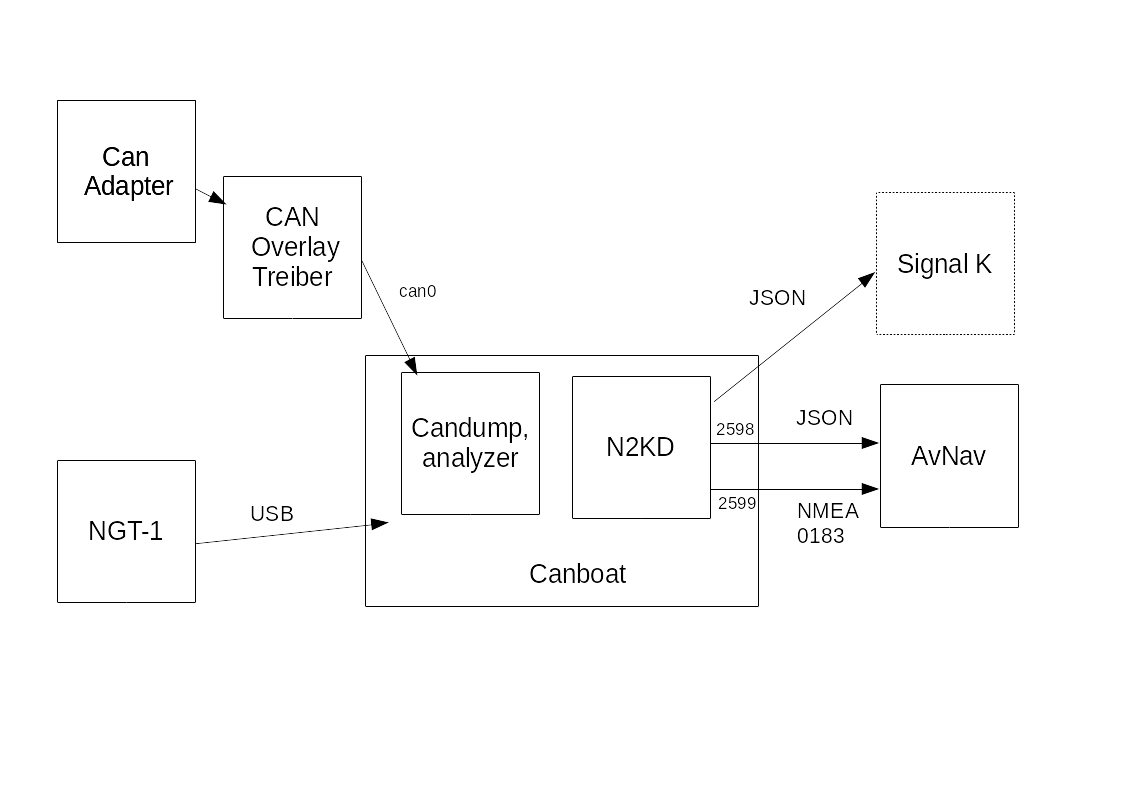 Can
Adapter
CAN
Overlay
Treiber
can0
JSON
Signal K
Candump,
analyzer
N2KD
2598
JSON
AvNav
2599
NMEA
0183
NGT-1
USB
Canboat